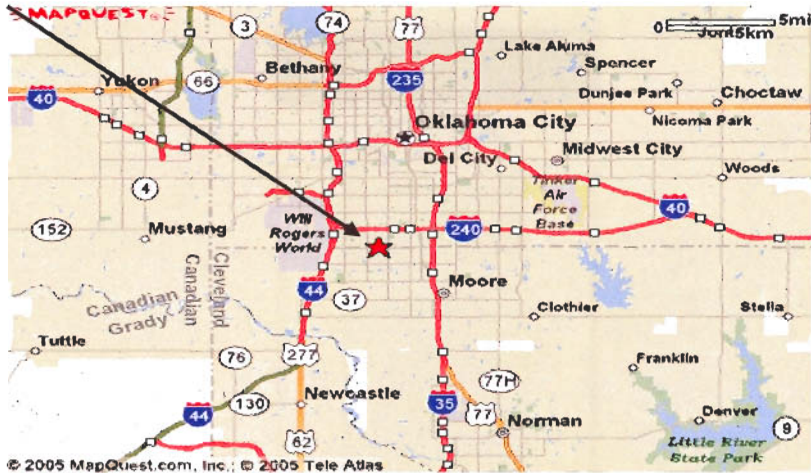 MAPQUEST
3
74
77
Lake Aluma
0 5mi
5km
Spencer
Bethany
66
235
Yukon
40
Dunjee Park
Choctaw
Nicoma Park
Oklahoma City
Del City
Midwest City
Woods
4
Tinker
Air
Force
Base
40
152
Mustang
Will
Rogers
World
240
Canadian
Cleveland
44
37
Moore
Clothier
Stella
Canadian
Grady
Tuttle
76
277
Franklin
77H
44
130
Newcastle
35
77
Norman
Denver
9
62
Little River
State Park
© 2005 MapQuest.com, Inc.; © 2005 Tele Atlas